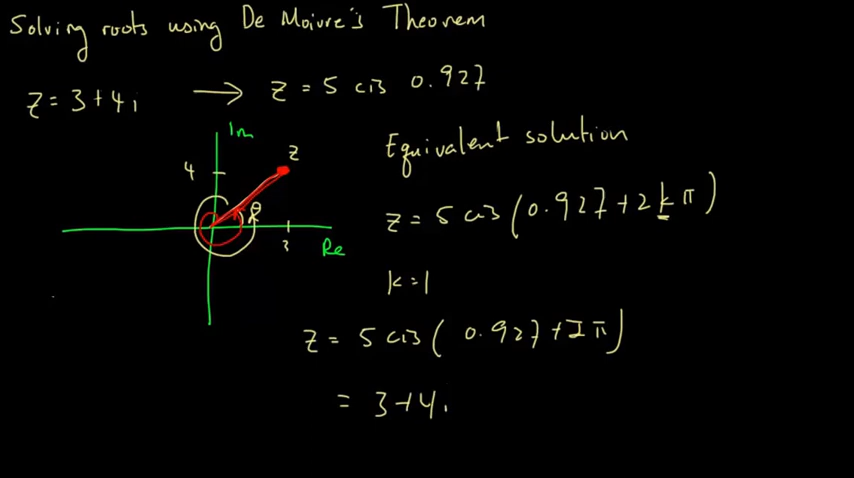 Solving roots using De Moivre's Theorem
z = 3 + 4i → z = 5 cis 0.927
Im
z
4
θ
3
Re
Equivalent solution
z = 5 cis (0.927 + 2kπ)
k = 1
z = 5 cis ( 0.927 + 2π)
= 3 + 4i